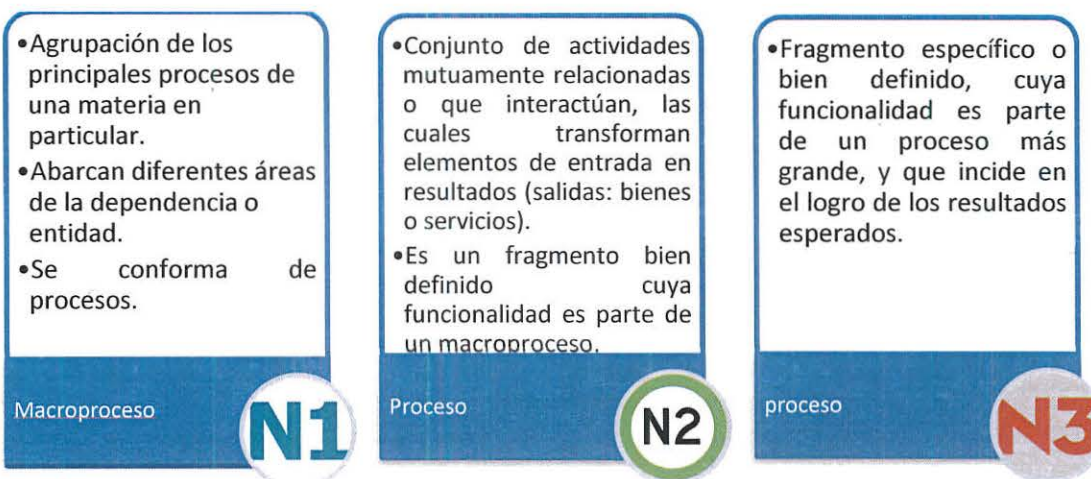 •Agrupación de los
principales procesos de
una materia en
particular.
•Abarcan diferentes áreas
de la dependencia o
entidad.
•Se conforma de
procesos.
Macroproceso
N1
•Conjunto de actividades
mutuamente relacionadas
o que interactúan, las
cuales transforman
elementos de entrada en
resultados (salidas: bienes
o servicios).
•Es un fragmento bien
definido cuya
funcionalidad es parte de
un macroproceso.
Proceso
N2
•Fragmento específico o
bien definido, cuya
funcionalidad es parte
de un proceso más
grande, y que incide en
el logro de los resultados
esperados.
proceso
N3